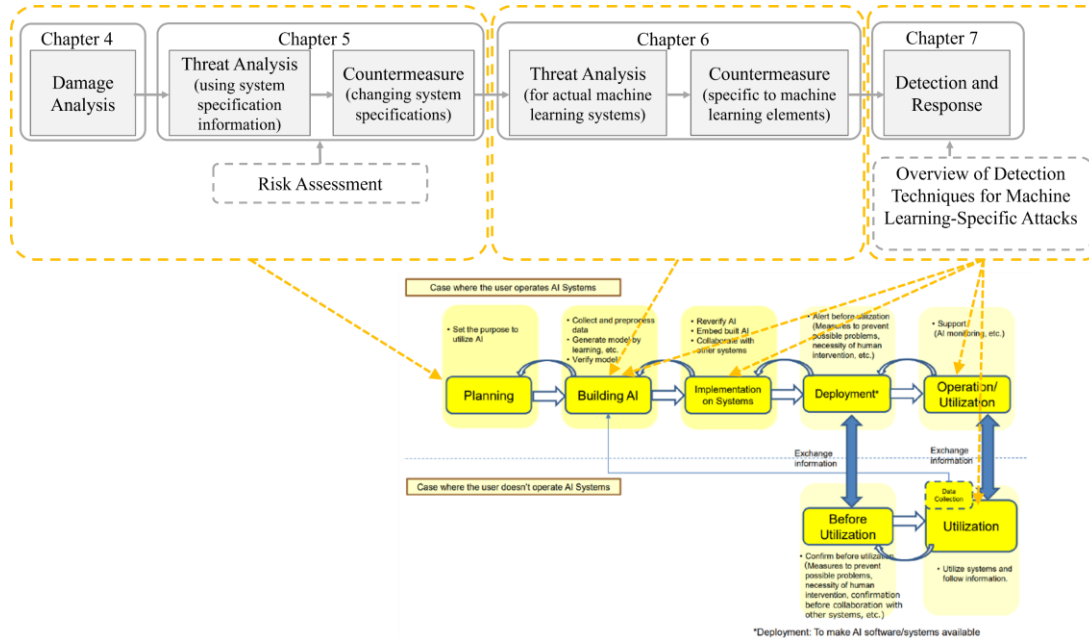 Chapter 4
Damage
Analysis
Chapter 5
Threat Analysis
(using system
specification
information)
Countermeasure
(changing system
specifications)
Risk Assessment
Chapter 6
Threat Analysis
(for actual machine
learning systems)
Countermeasure
(specific to machine
learning elements)
Chapter 7
Detection and
Response
Overview of Detection
Techniques for Machine
Learning-Specific Attacks
Case where the user operates AI Systems
• Set the purpose to
utilize AI
• Collect and preprocess
data
• Generate model by
learning, etc.
• Verify model
• Reverify AI
• Embed built AI
• Collaborate with
other systems
• Alert before utilization
(Measures to prevent
possible problems,
necessity of human
intervention, etc.)
• Support
(AI monitoring, etc.)
Planning
Building AI
Implementation
on Systems
Deployment*
Operation/
Utilization
Exchange
information
Exchange
information
Case where the user doesn't operate AI Systems
Data
Collection
Before
Utilization
Utilization
• Confirm before utilization
(Measures to prevent
possible problems,
necessity of human
intervention, confirmation
before collaboration with
other systems, etc.)
• Utilize systems and
follow information.
*Deployment: To make AI software/systems available